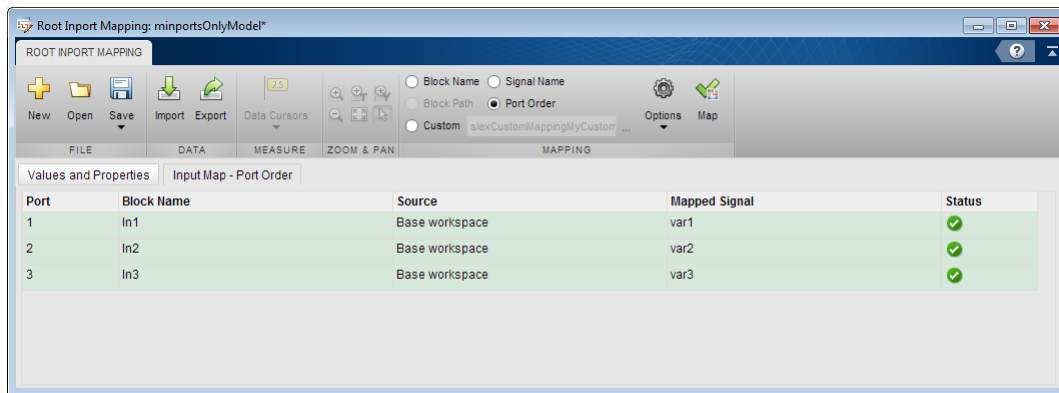 Root Inport Mapping: minportsOnlyModel*
ROOT INPORT MAPPING
?
New Open Save Import Export 2.5 Data Cursors
Block Name Signal Name
Block Path Port Order
Custom slexCustomMappingMyCustom ...
Options Map
FILE DATA MEASURE ZOOM & PAN MAPPING
Values and Properties Input Map - Port Order
Port Block Name Source Mapped Signal Status
1 In1 Base workspace var1
2 In2 Base workspace var2
3 In3 Base workspace var3